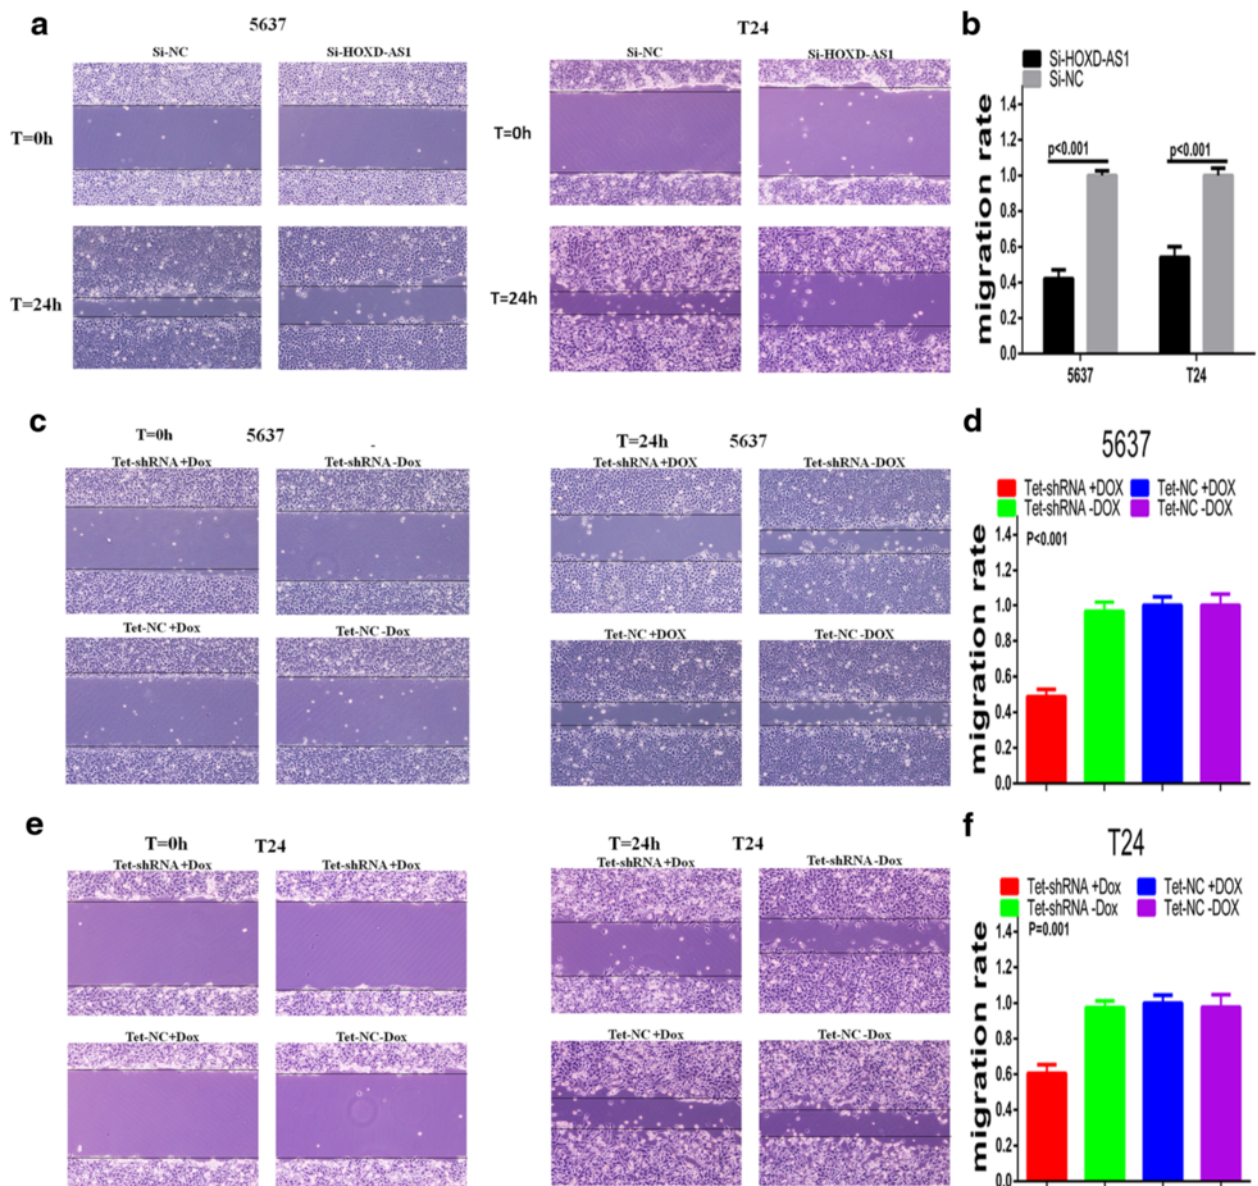 a
5637
T24
b
Si-NC
Si-HOXD-AS1
Si-NC
Si-HOXD-AS1
T=0h
T=24h
T=0h
T=24h
Si-HOXD-AS1
Si-NC
migration rate
1.4
1.2
1.0
0.8
0.6
0.4
0.2
0.0
p<0.001
p<0.001
5637
T24
c
T=0h 5637
-
Tet-shRNA+Dox
Tet-shRNA-Dox
Tet-NC+Dox
Tet-NC-Dox
T=24h 5637
Tet-shRNA+DOX
Tet-shRNA-DOX
Tet-NC+DOX
Tet-NC-DOX
d
5637
Tet-shRNA +DOX
Tet-NC +DOX
Tet-shRNA -DOX
Tet-NC -DOX
P<0.001
migration rate
1.4
1.2
1.0
0.8
0.6
0.4
0.2
0.0
e
T=0h T24
Tet-shRNA+Dox
Tet-shRNA+Dox
Tet-NC+Dox
Tet-NC-Dox
T=24h T24
Tet-shRNA+Dox
Tet-shRNA-Dox
Tet-NC+Dox
Tet-NC-Dox
f
T24
Tet-shRNA +Dox
Tet-NC +DOX
Tet-shRNA -Dox
Tet-NC -DOX
P=0.001
migration rate
1.4
1.2
1.0
0.8
0.6
0.4
0.2
0.0